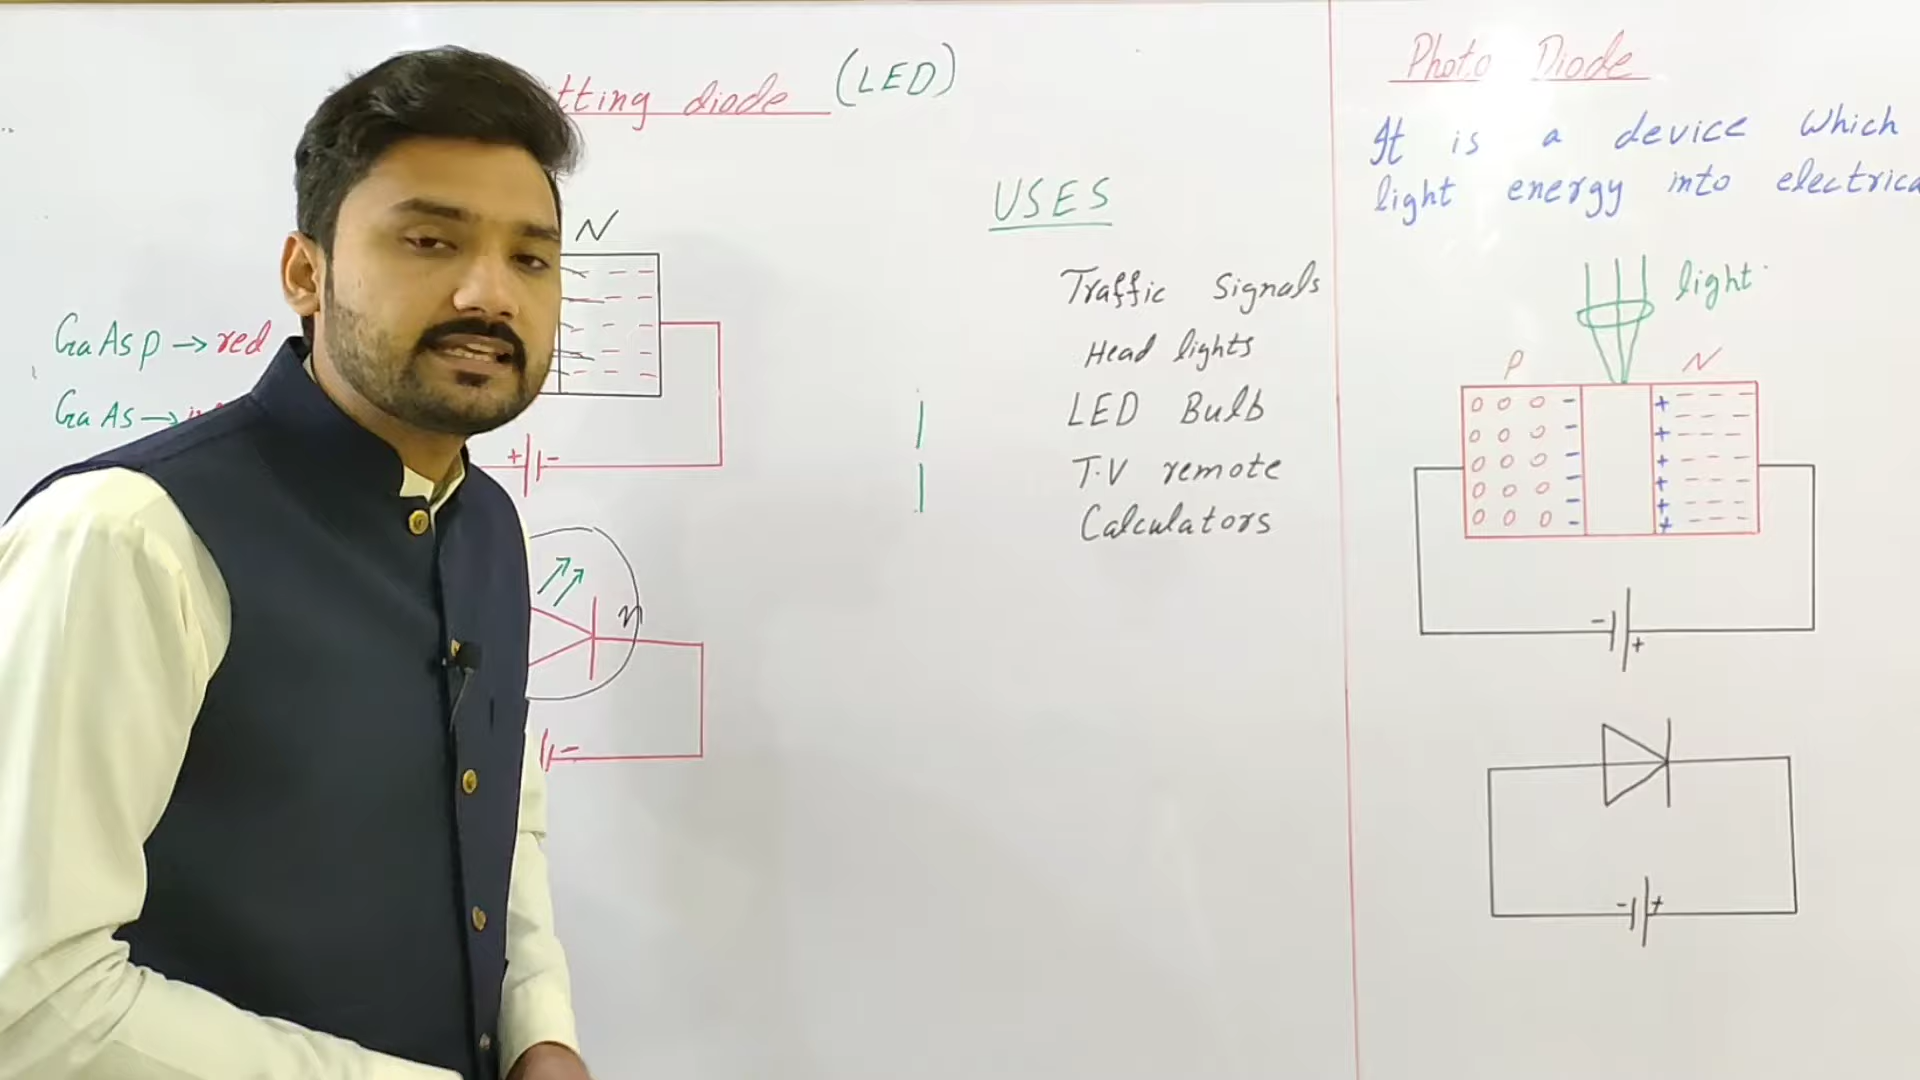 diode (LED)
N
GaAsP → red
GaAs →
+ -
n
-
USES
Traffic Signals
Head lights
LED Bulb
T.V remote
Calculators
Photo Diode
It is a device which
light energy into
light
P N
- +
- +